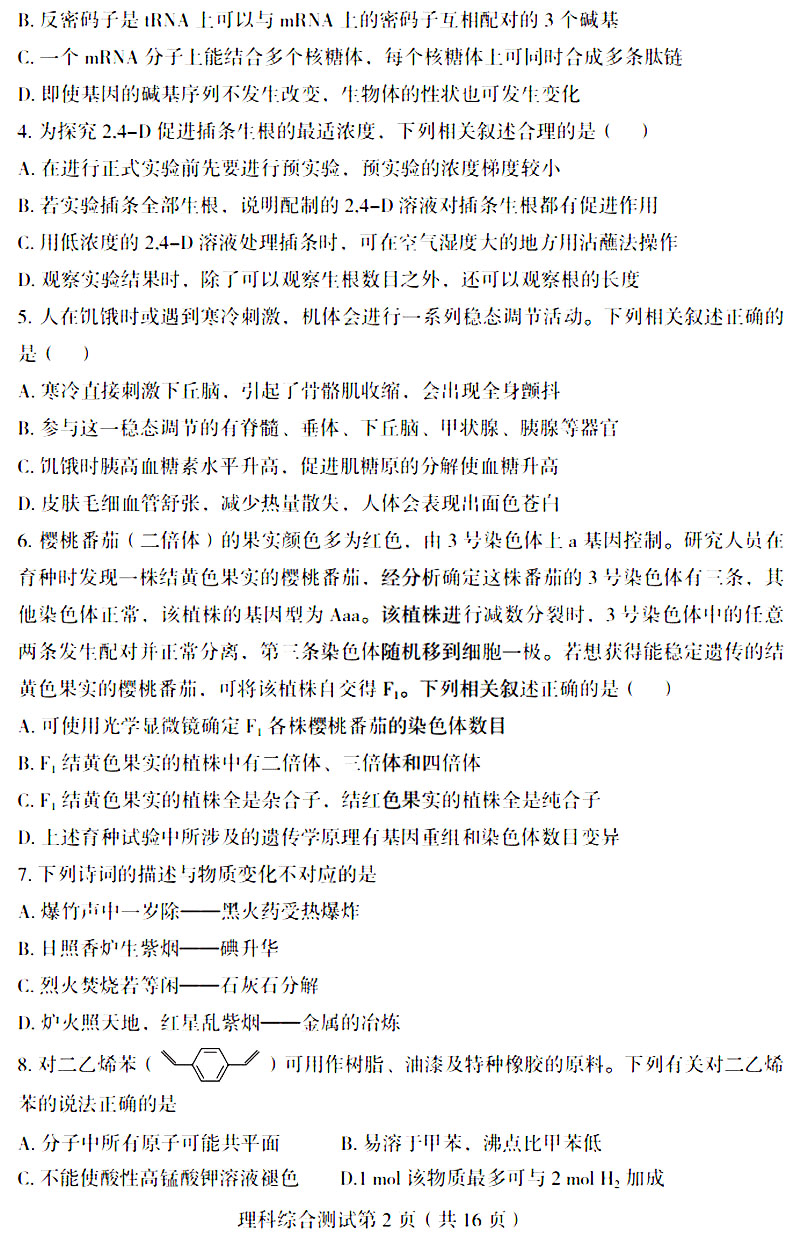 B. 反密码子是 tRNA 上可以与 mRNA 上的密码子互相配对的 3 个碱基
C. 一个 mRNA 分子上能结合多个核糖体，每个核糖体上可同时合成多条肽链
D. 即使基因的碱基序列不发生改变，生物体的性状也可发生变化
4. 为探究 2,4-D 促进插条生根的最适浓度，下列相关叙述合理的是（ ）
A. 在进行正式实验前先要进行预实验，预实验的浓度梯度较小
B. 若实验插条全部生根，说明配制的 2,4-D 溶液对插条生根都有促进作用
C. 用低浓度的 2,4-D 溶液处理插条时，可在空气湿度大的地方用沾蘸法操作
D. 观察实验结果时，除了可以观察生根数目之外，还可以观察根的长度
5. 人在饥饿时或遇到寒冷刺激，机体会进行一系列稳态调节活动。下列相关叙述正确的
是（ ）
A. 寒冷直接刺激下丘脑，引起了骨骼肌收缩，会出现全身颤抖
B. 参与这一稳态调节的有脊髓、垂体、下丘脑、甲状腺、胰腺等器官
C. 饥饿时胰高血糖素水平升高，促进肌糖原的分解使血糖升高
D. 皮肤毛细血管舒张，减少热量散失，人体会表现出面色苍白
6. 樱桃番茄（二倍体）的果实颜色多为红色，由 3 号染色体上 a 基因控制。研究人员在
育种时发现一株结黄色果实的樱桃番茄，经分析确定这株番茄的 3 号染色体有三条，其
他染色体正常，该植株的基因型为 Aaa。该植株进行减数分裂时，3 号染色体中的任意
两条发生配对并正常分离，第三条染色体随机移到细胞一极。若想获得能稳定遗传的结
黄色果实的樱桃番茄，可将该植株自交得 F₁。下列相关叙述正确的是（ ）
A. 可使用光学显微镜确定 F₁ 各株樱桃番茄的染色体数目
B. F₁ 结黄色果实的植株中有二倍体、三倍体和四倍体
C. F₁ 结黄色果实的植株全是杂合子，结红色果实的植株全是纯合子
D. 上述育种试验中所涉及的遗传学原理有基因重组和染色体数目变异
7. 下列诗词的描述与物质变化不对应的是
A. 爆竹声中一岁除——黑火药受热爆炸
B. 日照香炉生紫烟——碘升华
C. 烈火焚烧若等闲——石灰石分解
D. 炉火照天地，红星乱紫烟——金属的冶炼
8. 对二乙烯苯（ ）可用作树脂、油漆及特种橡胶的原料。下列有关对二乙烯
苯的说法正确的是
A. 分子中所有原子可能共平面 B. 易溶于甲苯，沸点比甲苯低
C. 不能使酸性高锰酸钾溶液褪色 D.1 mol 该物质最多可与 2 mol H₂ 加成
理科综合测试第 2 页（共 16 页）